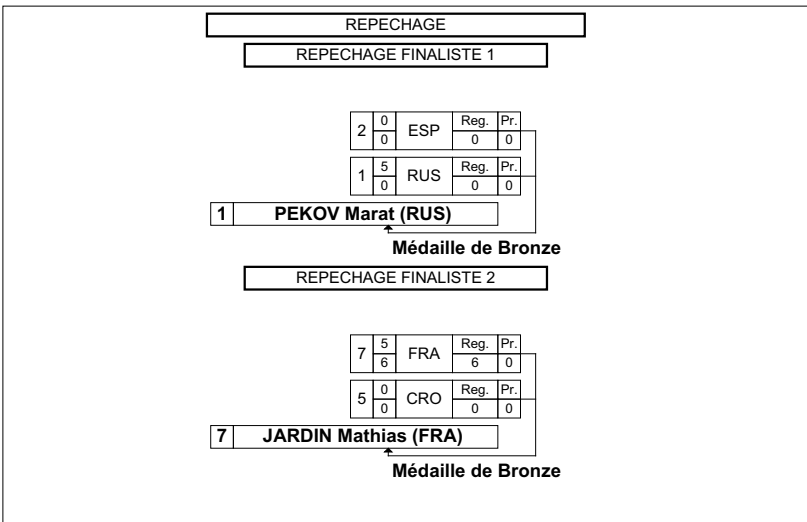 REPECHAGE
REPECHAGE FINALISTE 1
2 0 ESP Reg. Pr.
0 0 0
1 5 RUS Reg. Pr.
0 0 0
1 PEKOV Marat (RUS)
Médaille de Bronze
REPECHAGE FINALISTE 2
7 5 FRA Reg. Pr.
6 6 0
5 0 CRO Reg. Pr.
0 0 0
7 JARDIN Mathias (FRA)
Médaille de Bronze